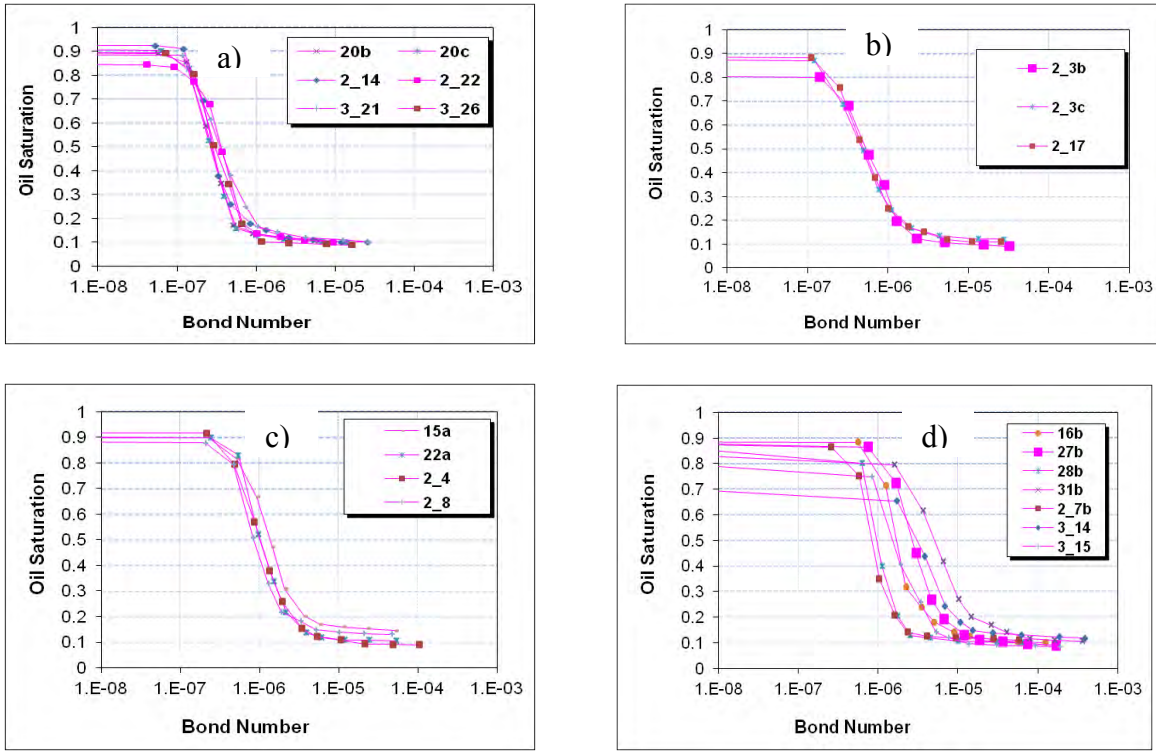 a)
Oil Saturation
1
0.9
0.8
0.7
0.6
0.5
0.4
0.3
0.2
0.1
0
20b 20c
2_14 2_22
3_21 3_26
1.E-08 1.E-07 1.E-06 1.E-05 1.E-04 1.E-03
Bond Number
b)
Oil Saturation
1
0.9
0.8
0.7
0.6
0.5
0.4
0.3
0.2
0.1
0
2_3b
2_3c
2_17
1.E-08 1.E-07 1.E-06 1.E-05 1.E-04 1.E-03
Bond Number
c)
Oil Saturation
1
0.9
0.8
0.7
0.6
0.5
0.4
0.3
0.2
0.1
0
15a
22a
2_4
2_8
1.E-08 1.E-07 1.E-06 1.E-05 1.E-04 1.E-03
Bond Number
d)
Oil Saturation
1
0.9
0.8
0.7
0.6
0.5
0.4
0.3
0.2
0.1
0
16b
27b
28b
31b
2_7b
3_14
3_15
1.E-08 1.E-07 1.E-06 1.E-05 1.E-04 1.E-03
Bond Number